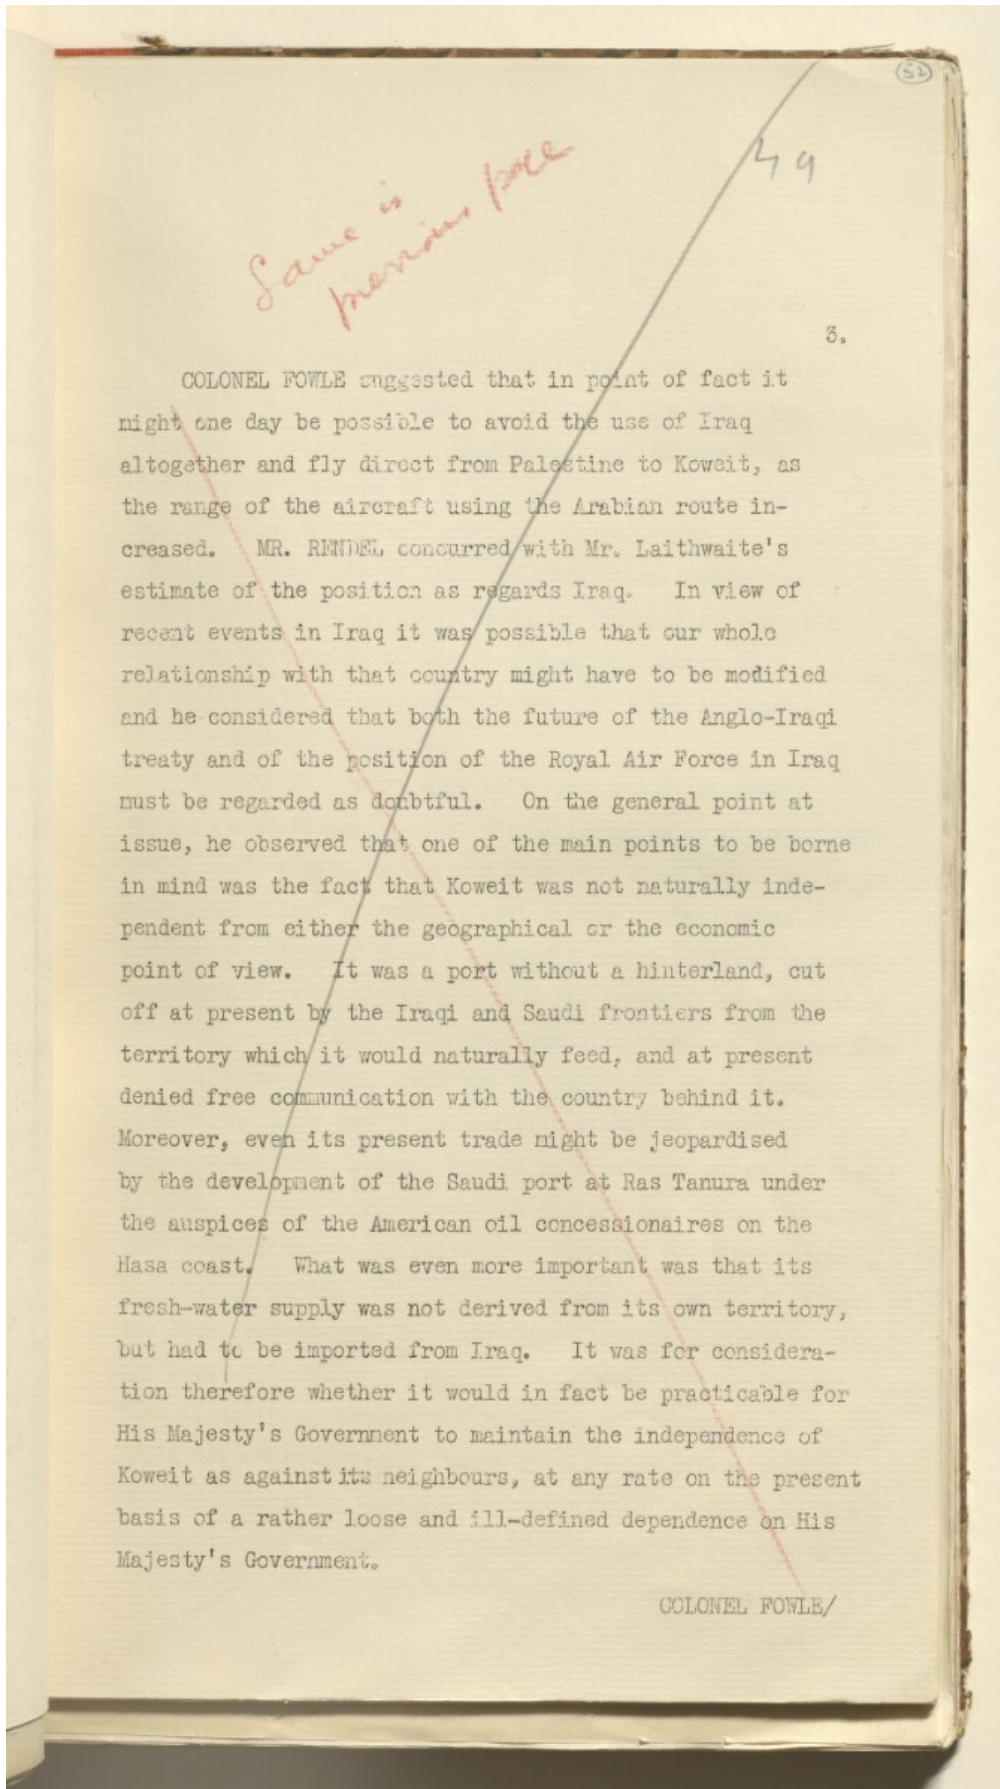 52
49
Same is
previous page
3.
COLONEL FOWLE suggested that in point of fact it
might one day be possible to avoid the use of Iraq
altogether and fly direct from Palestine to Koweit, as
the range of the aircraft using the Arabian route in-
creased. MR. RENDEL concurred with Mr. Laithwaite's
estimate of the position as regards Iraq. In view of
recent events in Iraq it was possible that our whole
relationship with that country might have to be modified
and he considered that both the future of the Anglo-Iraqi
treaty and of the position of the Royal Air Force in Iraq
must be regarded as doubtful. On the general point at
issue, he observed that one of the main points to be borne
in mind was the fact that Koweit was not naturally inde-
pendent from either the geographical or the economic
point of view. It was a port without a hinterland, cut
off at present by the Iraqi and Saudi frontiers from the
territory which it would naturally feed, and at present
denied free communication with the country behind it.
Moreover, even its present trade might be jeopardised
by the development of the Saudi port at Ras Tanura under
the auspices of the American oil concessionaires on the
Hasa coast. What was even more important was that its
fresh-water supply was not derived from its own territory,
but had to be imported from Iraq. It was for considera-
tion therefore whether it would in fact be practicable for
His Majesty's Government to maintain the independence of
Koweit as against its neighbours, at any rate on the present
basis of a rather loose and ill-defined dependence on His
Majesty's Government.
COLONEL FOWLE/